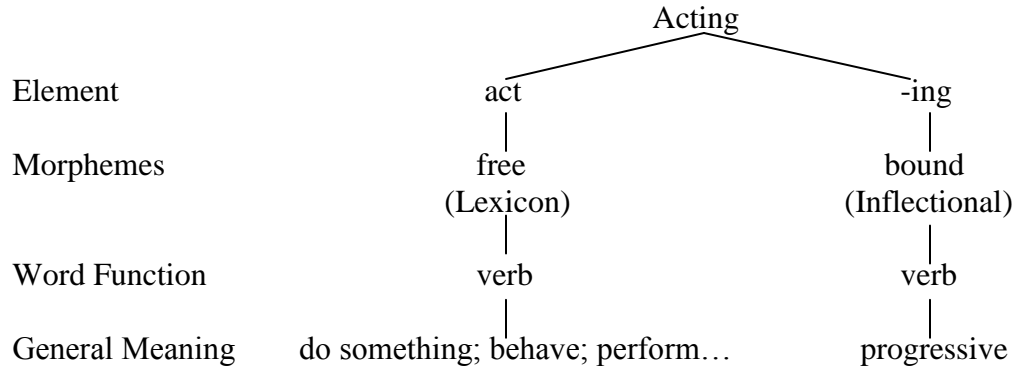 Acting
Element act -ing
Morphemes free bound
(Lexicon) (Inflectional)
Word Function verb verb
General Meaning do something; behave; perform… progressive